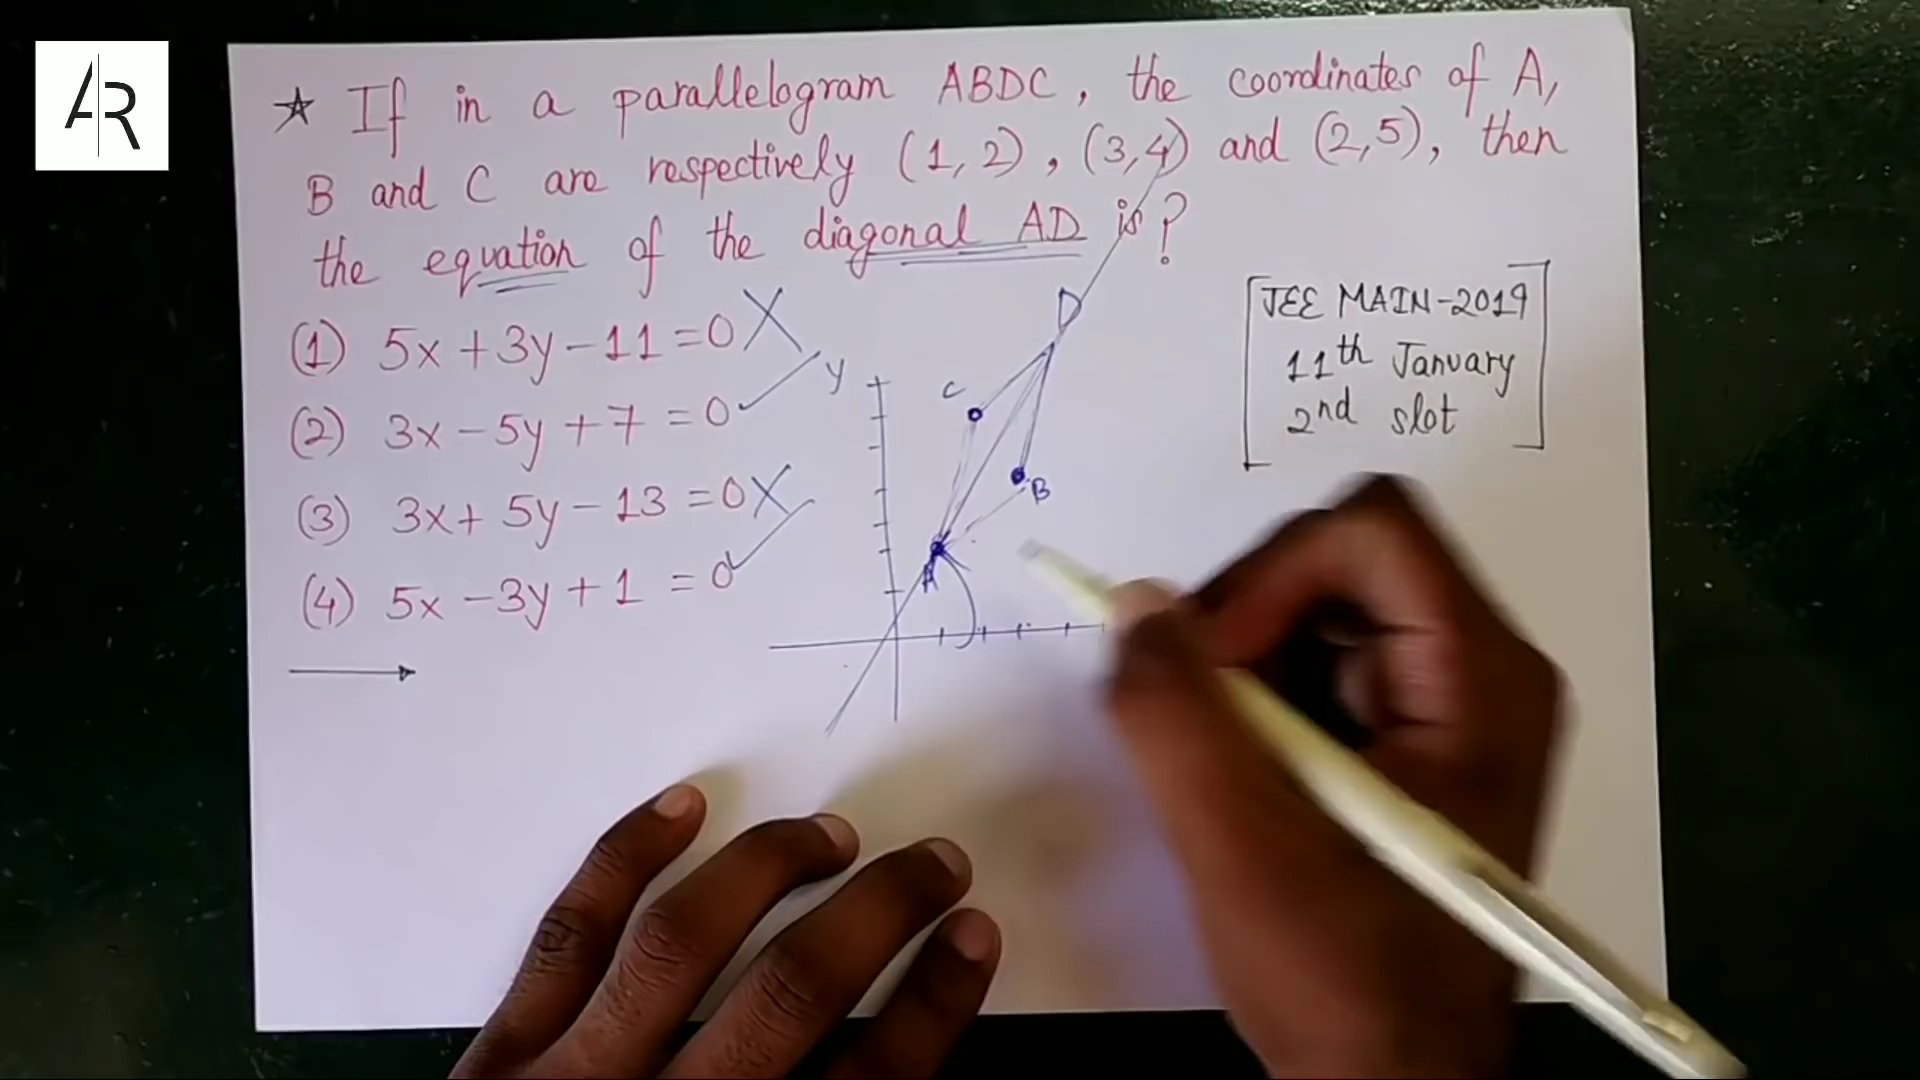 AR
☆ If in a parallelogram ABDC, the coordinates of A,
B and C are respectively (1,2), (3,4) and (2,5), then
the equation of the diagonal AD is?
(1) 5x+3y-11=0 X
(2) 3x-5y+7=0 ✓
(3) 3x+5y-13=0 X
(4) 5x-3y+1=0 ✓
y
D
C
B
A
[JEE MAIN-2019
11th January
2nd slot]